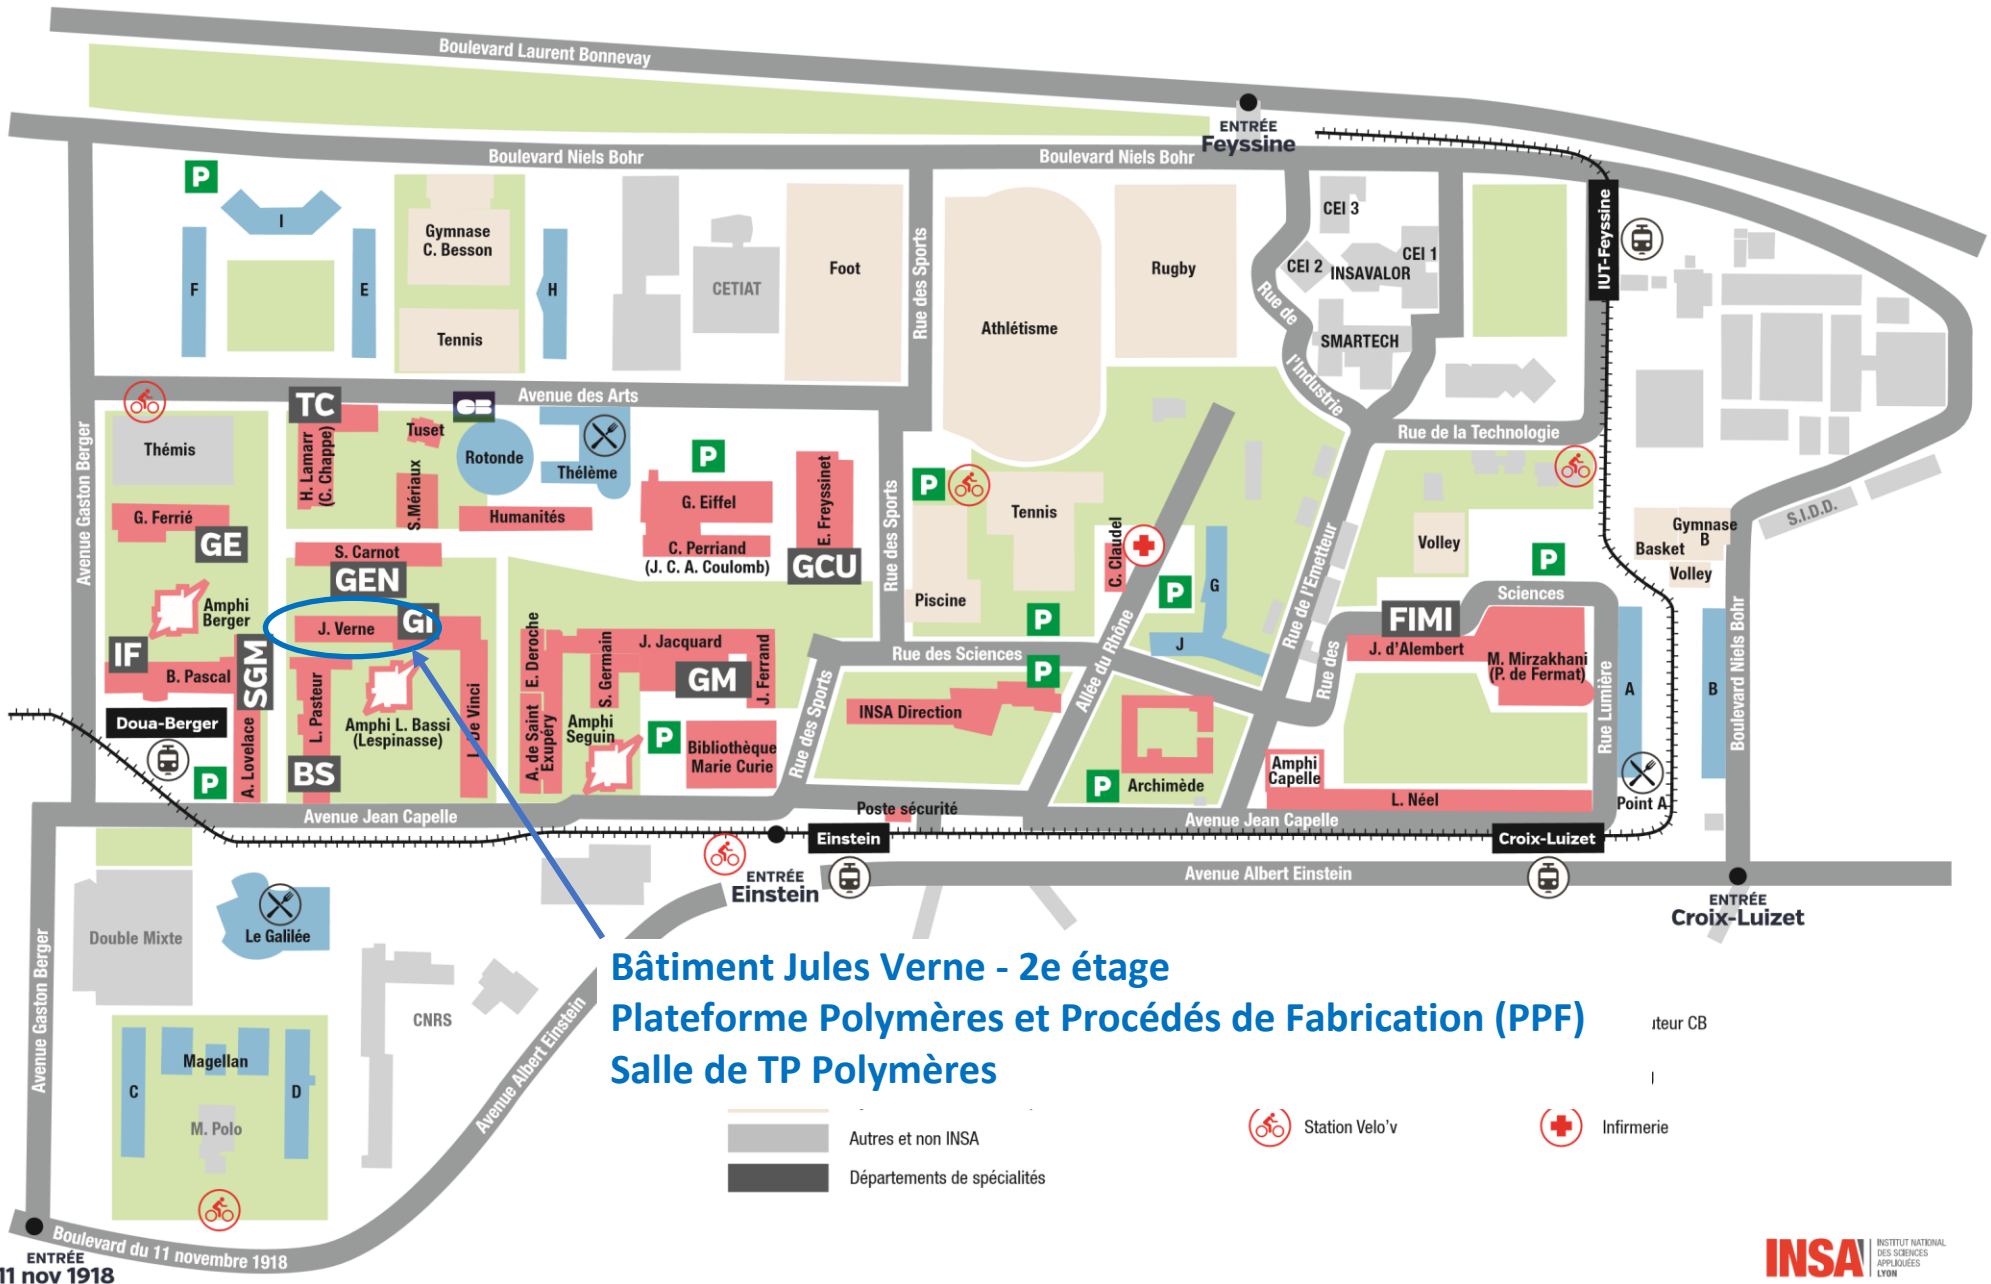 Boulevard Laurent Bonnevay
ENTRÉE
Feyssine
Boulevard Niels Bohr
Boulevard Niels Bohr
P
I
F
E
H
Gymnase
C. Besson
Tennis
CETIAT
Foot
Rue des Sports
Athlétisme
Rugby
CEI 3
CEI 2
CEI 1
INSAVALOR
SMARTECH
Rue de
l'Industrie
IUT-Feyssine
Avenue des Arts
Avenue Gaston Berger
Thémis
TC
H. Lamarr
(C. Chappe)
Tuset
CB
Rotonde
Thélème
S.Mériaux
Humanités
P
G. Eiffel
C. Perriand
(J. C. A. Coulomb)
E. Freyssinet
GCU
Rue des Sports
P
Tennis
Piscine
P
C. Claudel
P
G
J
Rue de l'Emetteur
Rue de la Technologie
Volley
P
S.I.D.D.
Gymnase
B
Basket
Volley
G. Ferrié
GE
S. Carnot
GEN
Amphi
Berger
J. Verne
GI
IF
B. Pascal
SGM
A. Lovelace
Doua-Berger
P
L. Pasteur
BS
Amphi L. Bassi
(Lespinasse)
De Vinci
E. Deroche
A. de Saint
Exupéry
S. Germain
Amphi
Seguin
J. Jacquard
GM
J. Ferrand
P
Bibliothèque
Marie Curie
Rue des Sports
Rue des Sciences
P
INSA Direction
Allée du Rhône
P
Archimède
Rue des
Sciences
FIMI
J. d'Alembert
M. Mirzakhani
(P. de Fermat)
Rue Lumière
A
B
Boulevard Niels Bohr
Amphi
Capelle
L. Néel
Point A
Avenue Jean Capelle
Poste sécurité
Avenue Jean Capelle
Einstein
Croix-Luizet
ENTRÉE
Einstein
Avenue Albert Einstein
ENTRÉE
Croix-Luizet
Double Mixte
Le Galilée
CNRS
Avenue Gaston Berger
Avenue Albert Einstein
C
Magellan
D
M. Polo
Boulevard du 11 novembre 1918
ENTRÉE
11 nov 1918
Bâtiment Jules Verne - 2e étage
Plateforme Polymères et Procédés de Fabrication (PPF)
Salle de TP Polymères
CB
Autres et non INSA
Départements de spécialités
Station Velo'v
Infirmerie
INSA
INSTITUT NATIONAL
DES SCIENCES
APPLIQUÉES
LYON